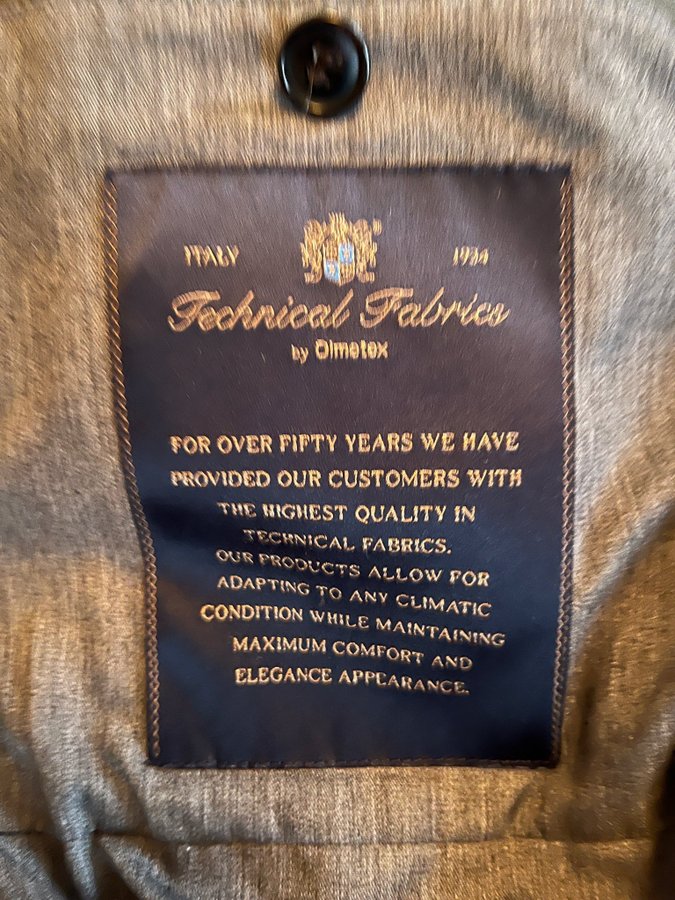 ITALY 1934
Technical Fabrics
by Olmetex
FOR OVER FIFTY YEARS WE HAVE
PROVIDED OUR CUSTOMERS WITH
THE HIGHEST QUALITY IN
TECHNICAL FABRICS.
OUR PRODUCTS ALLOW FOR
ADAPTING TO ANY CLIMATIC
CONDITION WHILE MAINTAINING
MAXIMUM COMFORT AND
ELEGANCE APPEARANCE.